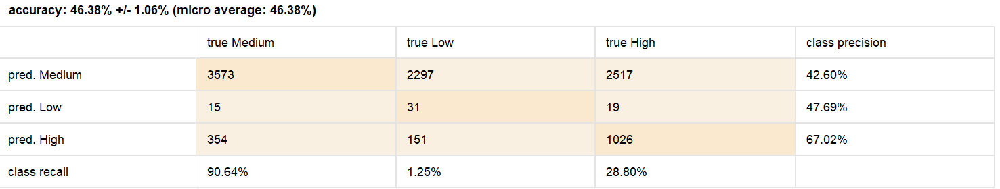 accuracy: 46.38% +/- 1.06% (micro average: 46.38%)
true Medium true Low true High class precision
pred. Medium 3573 2297 2517 42.60%
pred. Low 15 31 19 47.69%
pred. High 354 151 1026 67.02%
class recall 90.64% 1.25% 28.80%